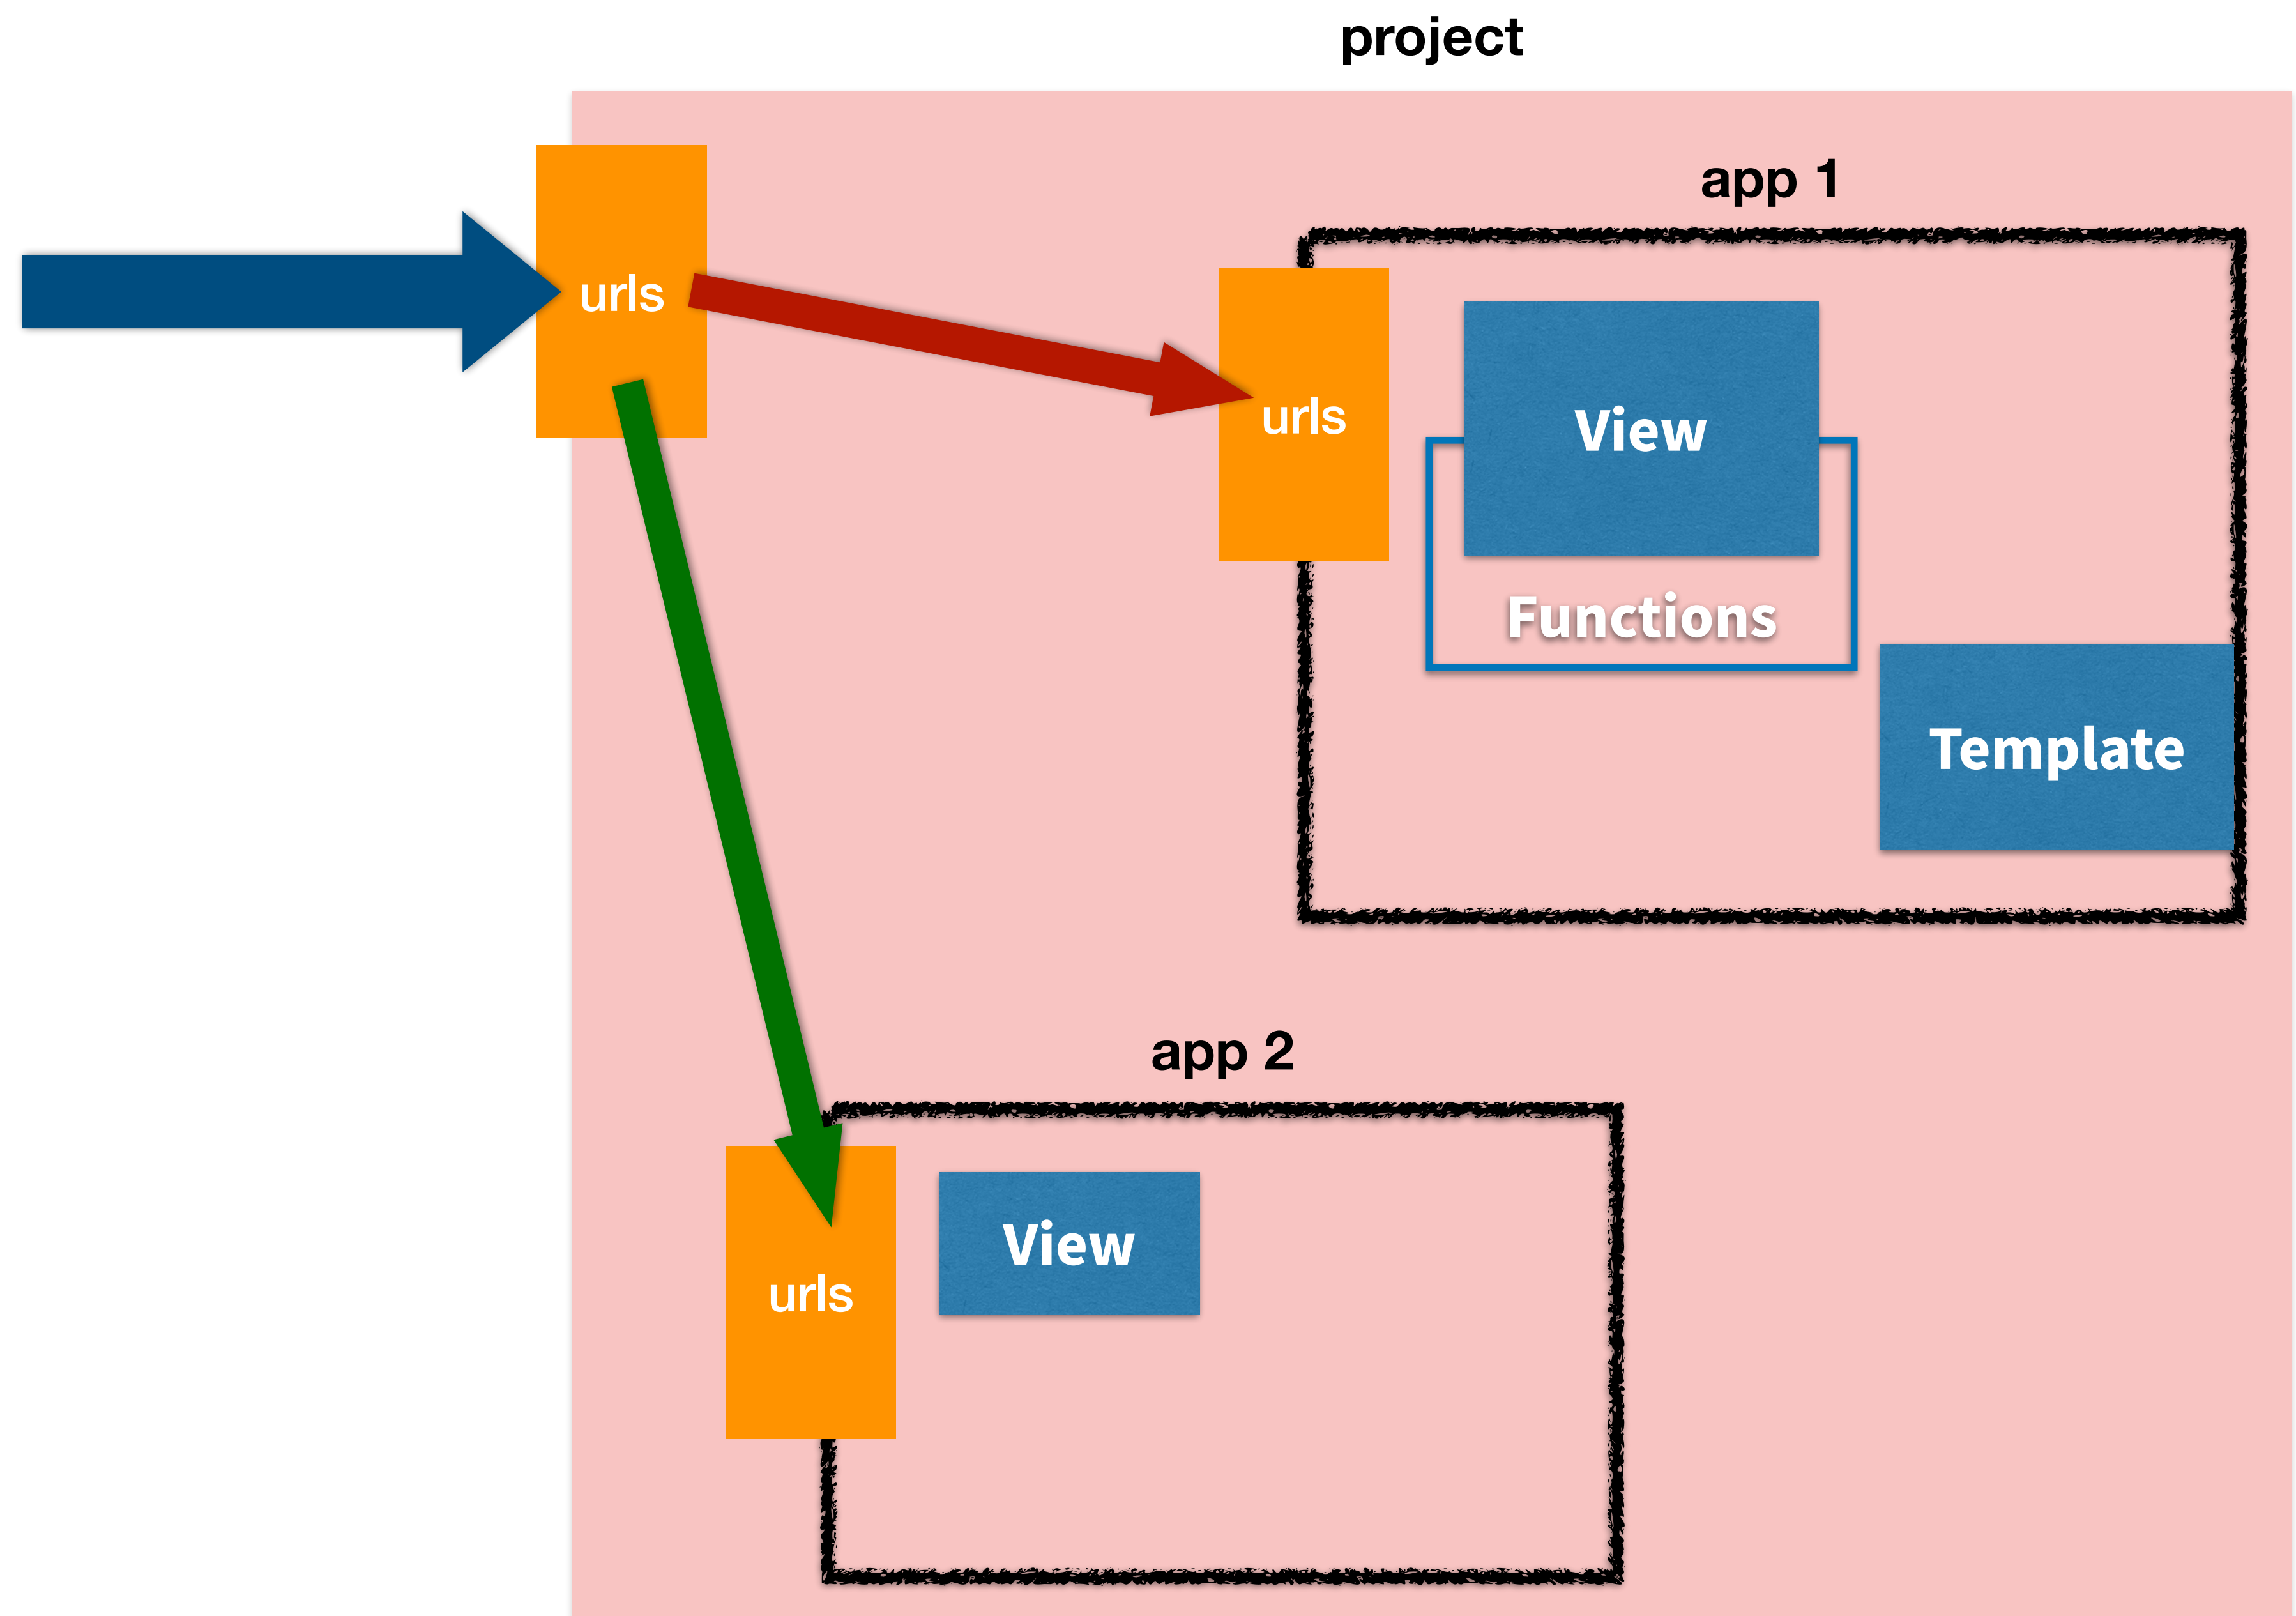 project
app 1
urls
urls
View
Functions
Template
app 2
urls
View